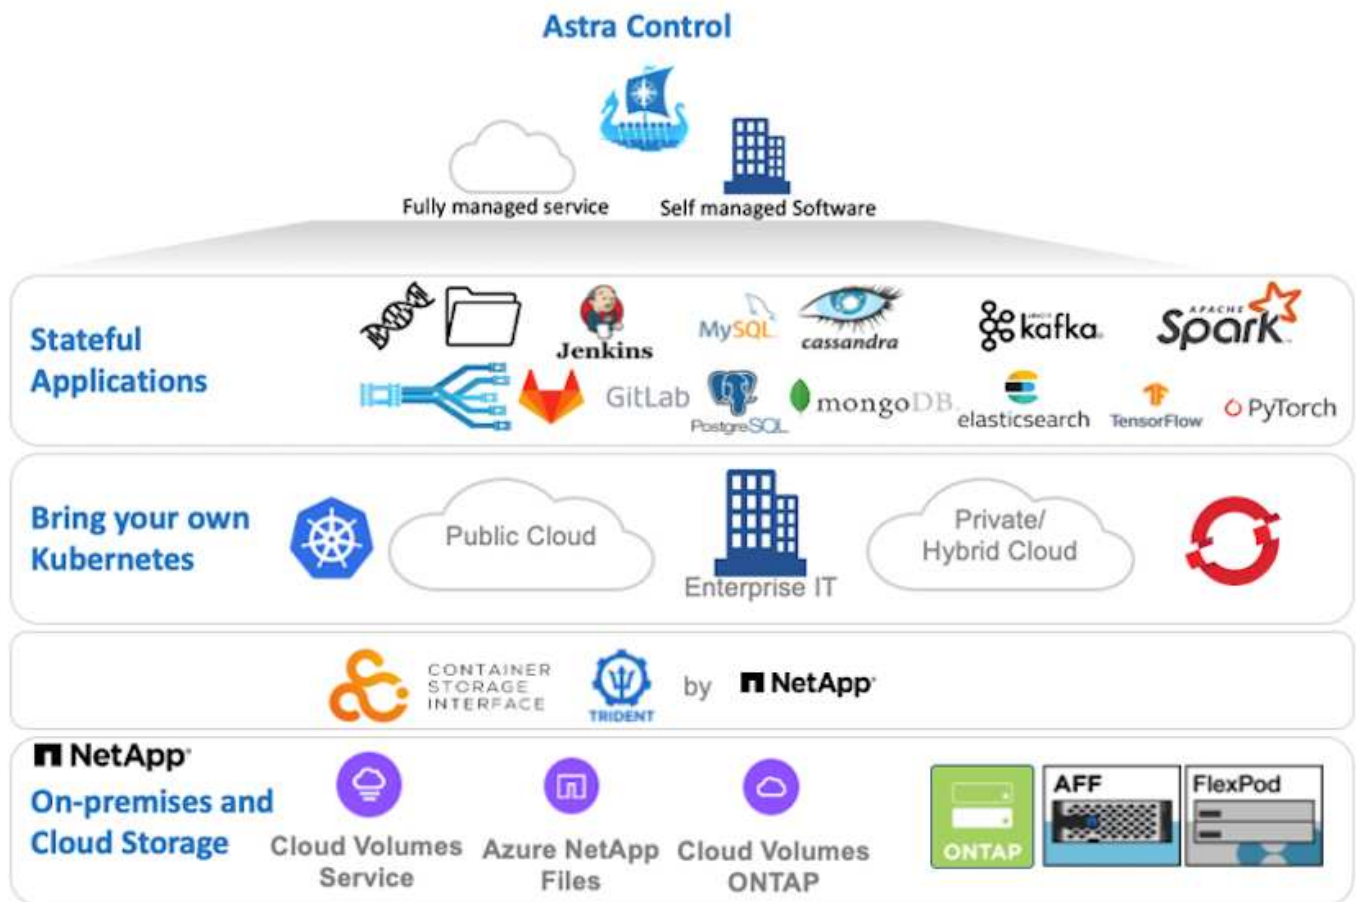 Astra Control
Fully managed service
Self managed Software
Stateful
Applications
Jenkins
MySQL
cassandra
kafka
APACHE
Spark
GitLab
PostgreSQL
mongoDB
elasticsearch
TensorFlow
PyTorch
Bring your own
Kubernetes
Public Cloud
Enterprise IT
Private/
Hybrid Cloud
CONTAINER
STORAGE
INTERFACE
TRIDENT
by
NetApp
NetApp
On-premises and
Cloud Storage
Cloud Volumes
Service
Azure NetApp
Files
Cloud Volumes
ONTAP
ONTAP
AFF
FlexPod